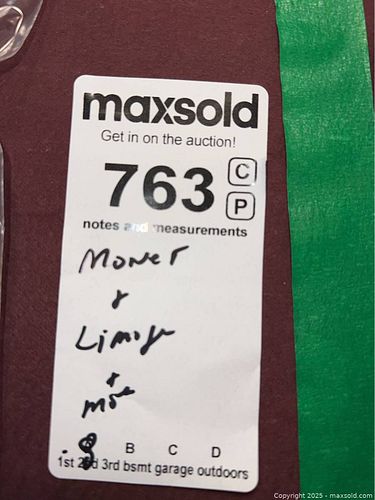 maxsold
Get in on the auction!
763 C
P
notes and measurements
Monet
+
Limoge
+
more
B C D
1st 2nd 3rd bsmt garage outdoors
Copyright 2025 - maxsold.com